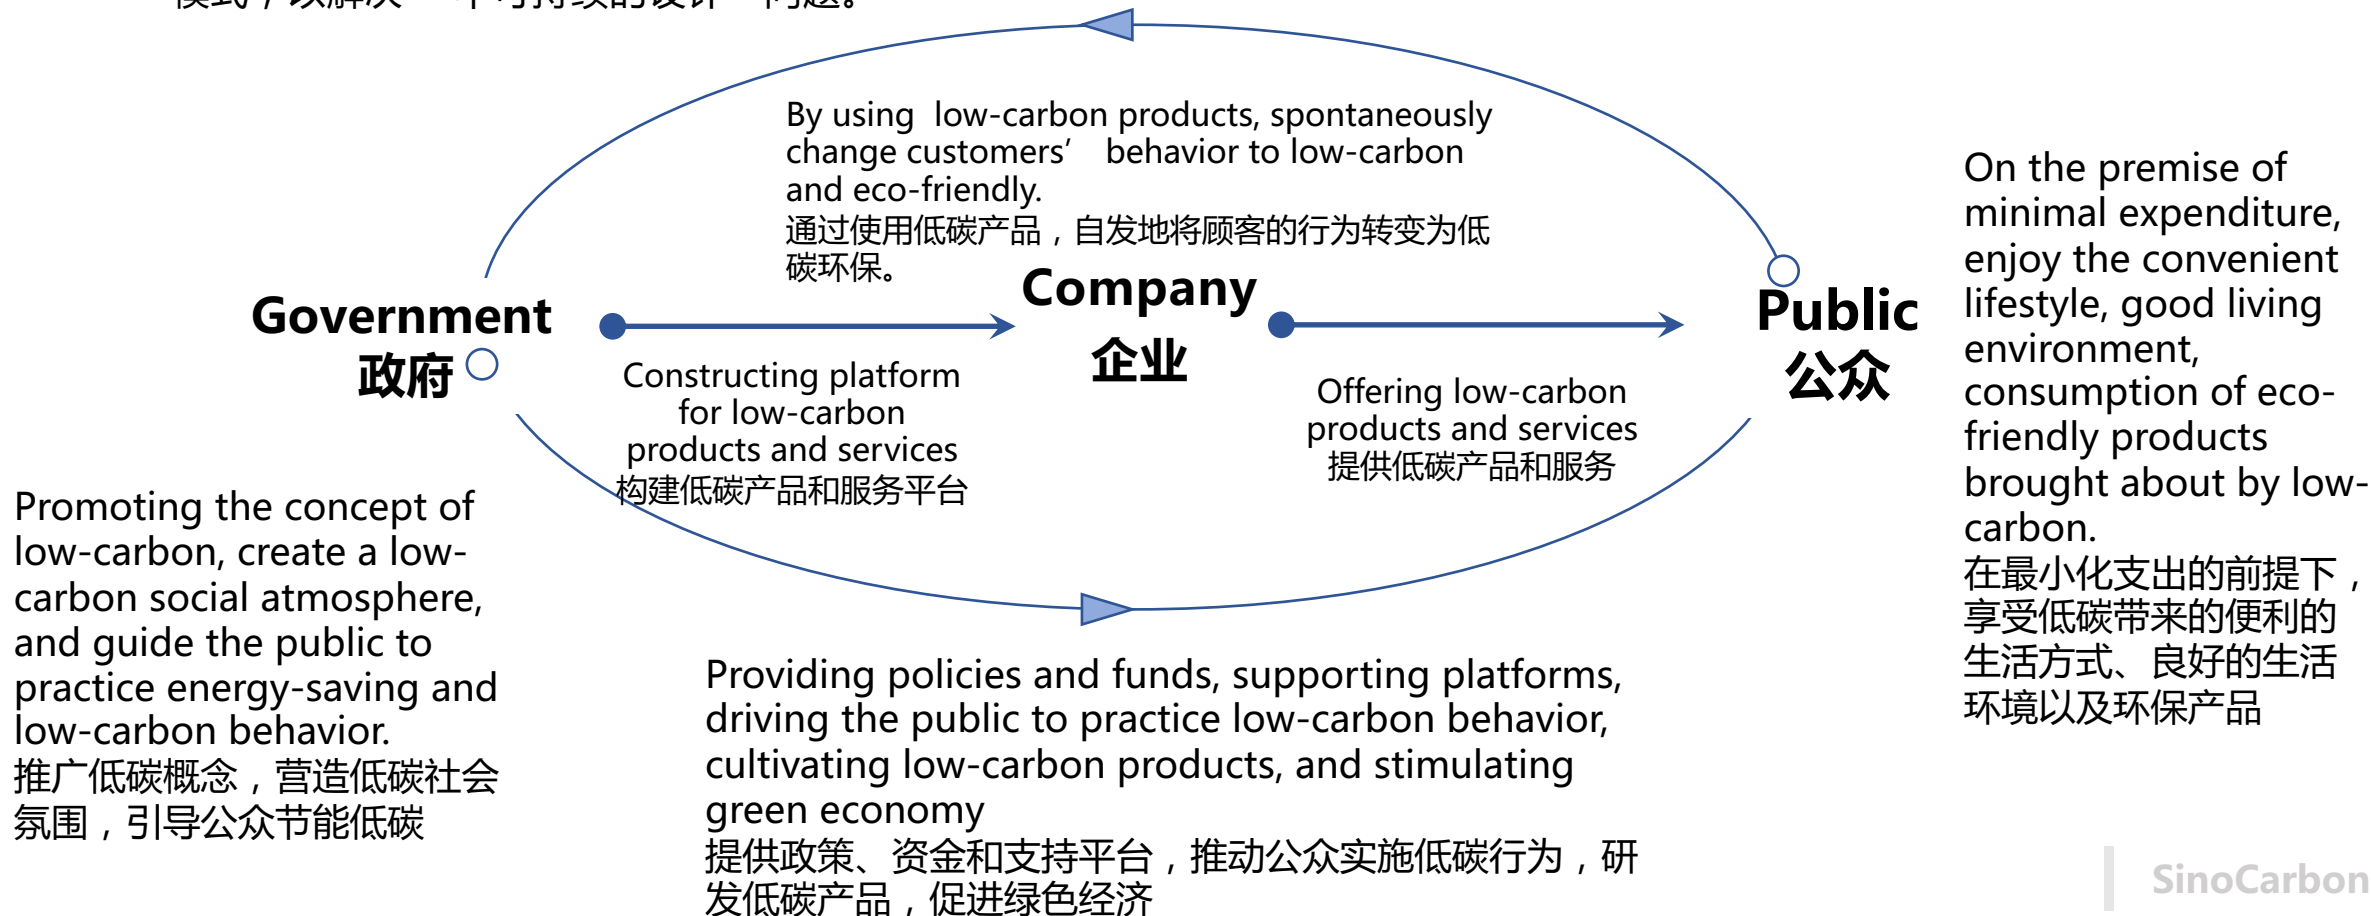 By using  low-carbon products, spontaneously
change customers’ behavior to low-carbon
and eco-friendly.
通过使用低碳产品，自发地将顾客的行为转变为低
碳环保。
Government
政府
Company
企业
Public
公众
Constructing platform
for low-carbon
products and services
构建低碳产品和服务平台
Offering low-carbon
products and services
提供低碳产品和服务
On the premise of
minimal expenditure,
enjoy the convenient
lifestyle, good living
environment,
consumption of eco-
friendly products
brought about by low-
carbon.
在最小化支出的前提下，
享受低碳带来的便利的
生活方式、良好的生活
环境以及环保产品
Promoting the concept of
low-carbon, create a low-
carbon social atmosphere,
and guide the public to
practice energy-saving and
low-carbon behavior.
推广低碳概念，营造低碳社会
氛围，引导公众节能低碳
Providing policies and funds, supporting platforms,
driving the public to practice low-carbon behavior,
cultivating low-carbon products, and stimulating
green economy
提供政策、资金和支持平台，推动公众实施低碳行为，研
发低碳产品，促进绿色经济
SinoCarbon